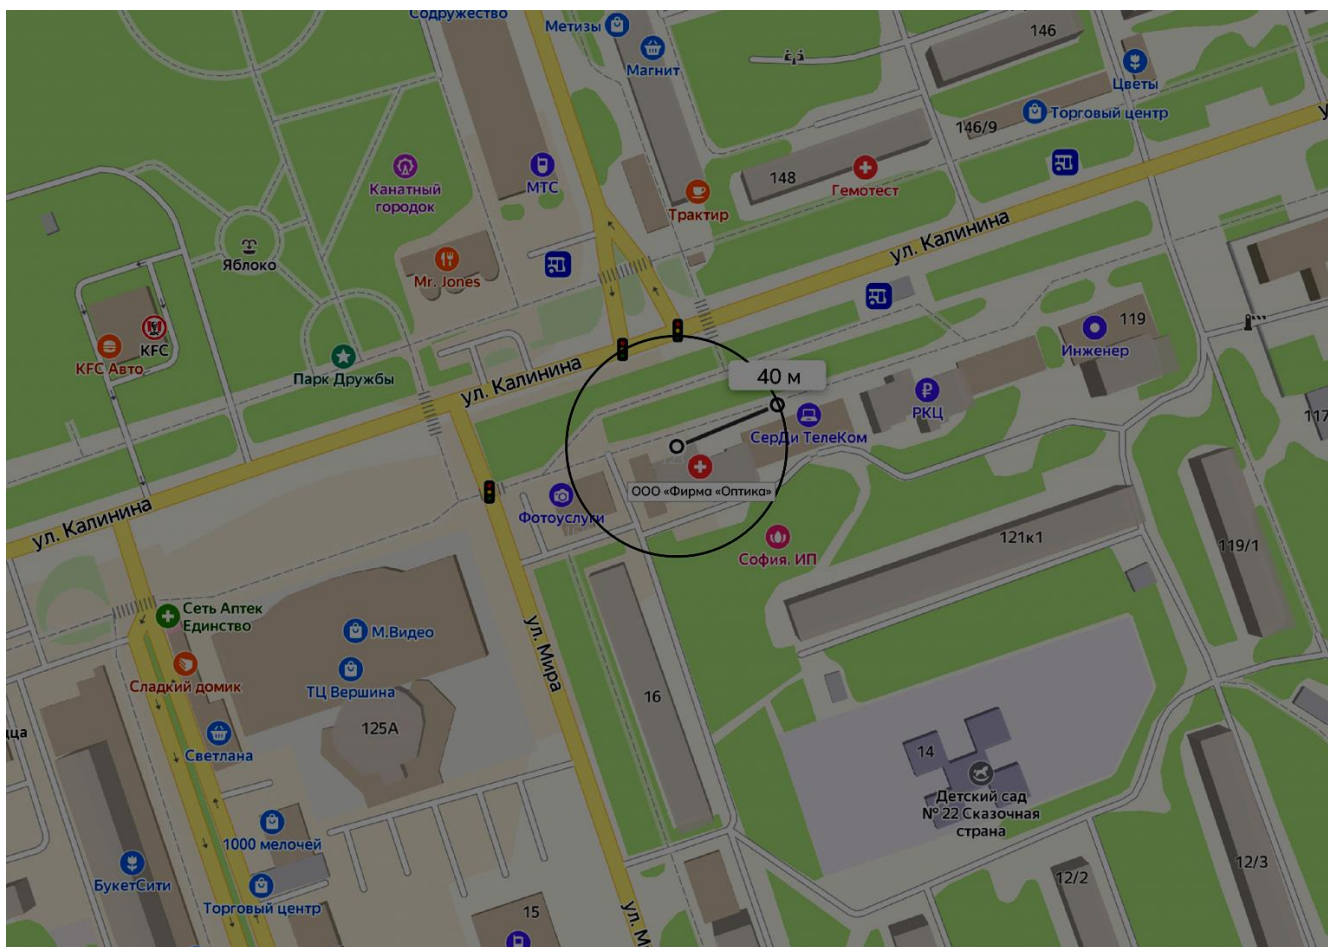 Содружество
Метизы
Магнит
146
Цветы
Торговый центр
146/9
148
Гемотест
Трактир
МТС
Канатный
городок
Яблоко
Mr. Jones
ул. Калинина
KFC
KFC Авто
Парк Дружбы
ул. Калинина
119
Инженер
40 м
РКЦ
СерДи ТелеКом
117
ООО «Фирма «Оптика»
Фотоуслуги
ул. Калинина
София. ИП
121к1
119/1
Сеть Аптек
Единство
М.Видео
Сладкий домик
ТЦ Вершина
ул. Мира
16
125А
Светлана
14
Детский сад
№ 22 Сказочная
страна
1000 мелочей
БукетСити
Торговый центр
15
12/2
12/3